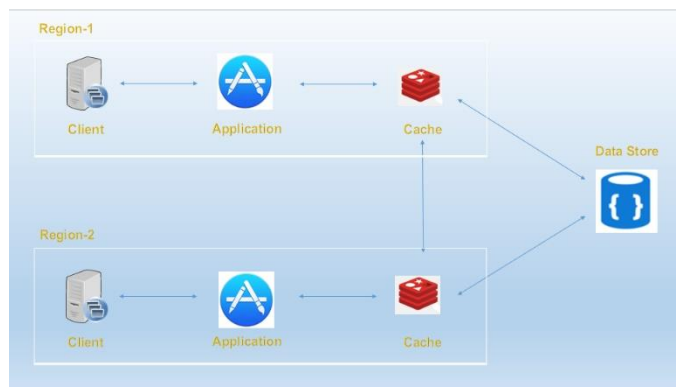 Region-1
Client
Application
Cache
Data Store
{ }
Region-2
Client
Application
Cache